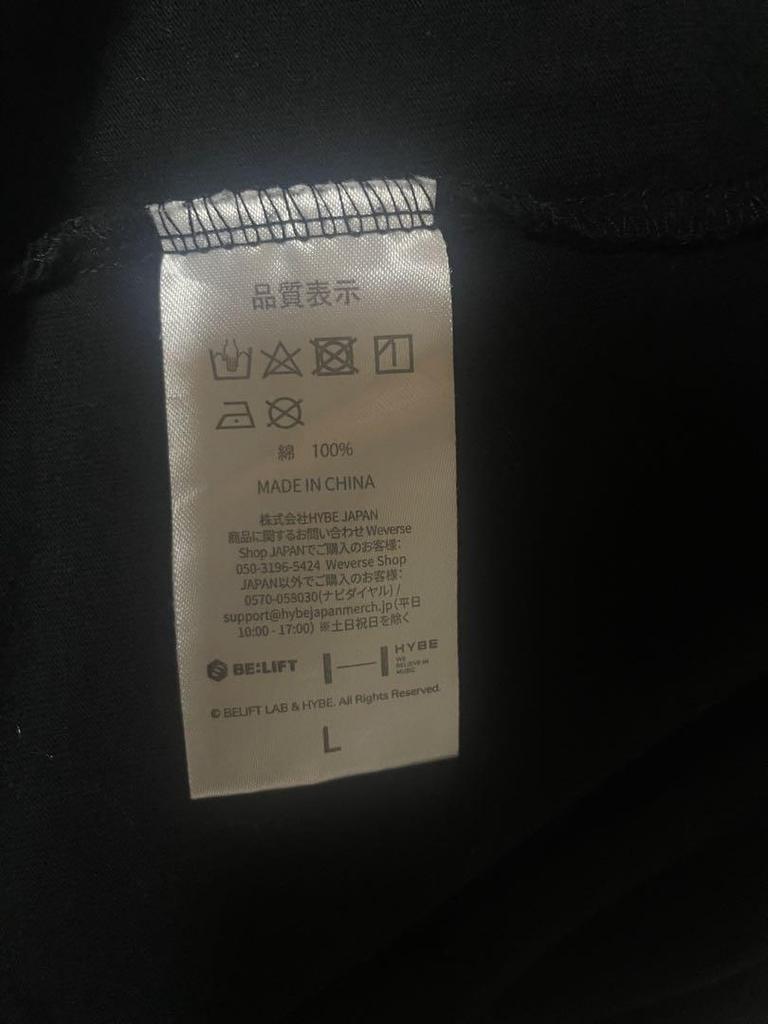 品質表示
綿 100%
MADE IN CHINA
株式会社HYBE JAPAN
商品に関するお問い合わせ Weverse
Shop JAPANでご購入のお客様：
050-3196-5424 Weverse Shop
JAPAN以外でご購入のお客様：
0570-058030(ナビダイヤル) /
support@hybejapanmerch.jp (平日
10:00 - 17:00) ※土日祝日を除く
BE:LIFT
HYBE
WE
BELIEVE IN
MUSIC
© BELIFT LAB & HYBE. All Rights Reserved.
L